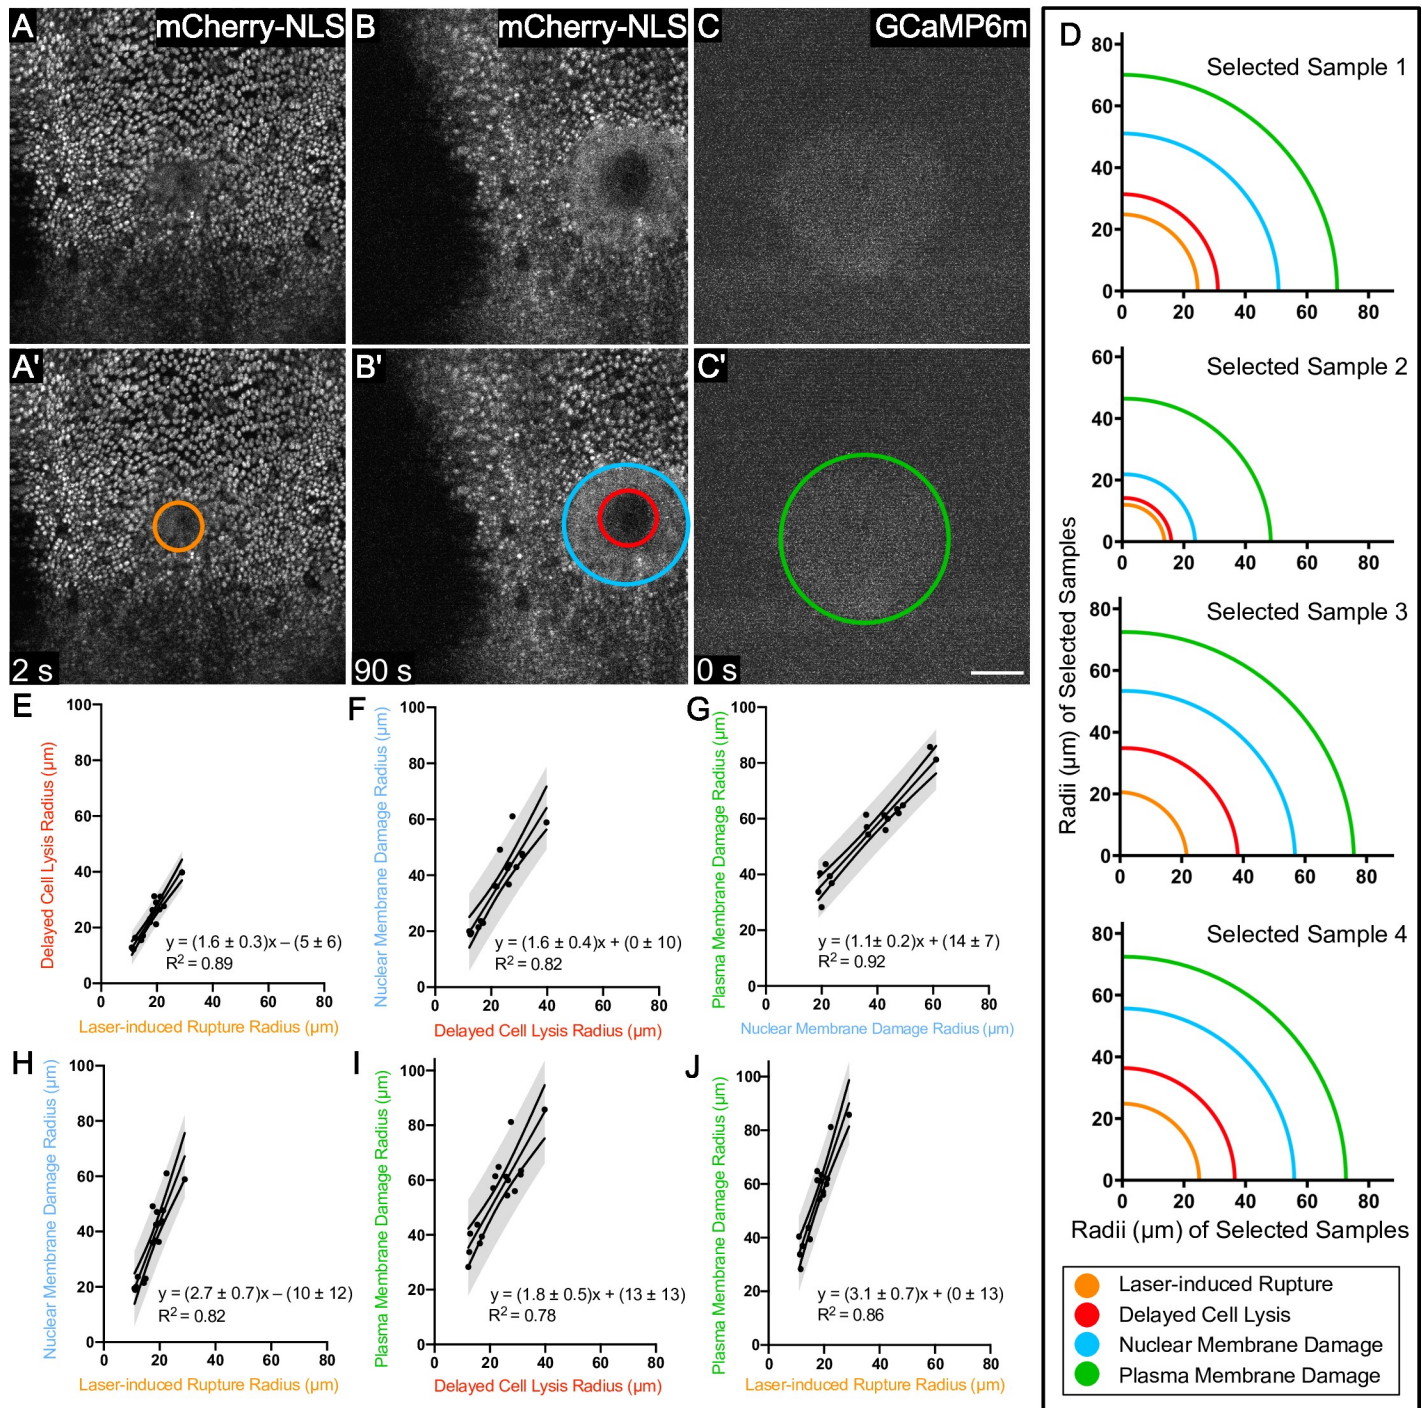 A
mCherry-NLS
B
mCherry-NLS
C
GCaMP6m
A'
2 s
B'
90 s
C'
0 s
D
Selected Sample 1
80
60
40
20
0
0 20 40 60 80
Selected Sample 2
60
40
20
0
0 20 40 60 80
Selected Sample 3
80
60
40
20
0
0 20 40 60 80
Selected Sample 4
80
60
40
20
0
0 20 40 60 80
Radii (µm) of Selected Samples
Radii (µm) of Selected Samples
Laser-induced Rupture
Delayed Cell Lysis
Nuclear Membrane Damage
Plasma Membrane Damage
E
Delayed Cell Lysis Radius (µm)
100
80
60
40
20
0
y = (1.6 ± 0.3)x – (5 ± 6)
R2 = 0.89
0 20 40 60 80
Laser-induced Rupture Radius (µm)
F
Nuclear Membrane Damage Radius (µm)
100
80
60
40
20
0
y = (1.6 ± 0.4)x + (0 ± 10)
R2 = 0.82
0 20 40 60 80
Delayed Cell Lysis Radius (µm)
G
Plasma Membrane Damage Radius (µm)
100
80
60
40
20
0
y = (1.1± 0.2)x + (14 ± 7)
R2 = 0.92
0 20 40 60 80
Nuclear Membrane Damage Radius (µm)
H
Nuclear Membrane Damage Radius (µm)
100
80
60
40
20
0
y = (2.7 ± 0.7)x – (10 ± 12)
R2 = 0.82
0 20 40 60 80
Laser-induced Rupture Radius (µm)
I
Plasma Membrane Damage Radius (µm)
100
80
60
40
20
0
y = (1.8 ± 0.5)x + (13 ± 13)
R2 = 0.78
0 20 40 60 80
Delayed Cell Lysis Radius (µm)
J
Plasma Membrane Damage Radius (µm)
100
80
60
40
20
0
y = (3.1 ± 0.7)x + (0 ± 13)
R2 = 0.86
0 20 40 60 80
Laser-induced Rupture Radius (µm)